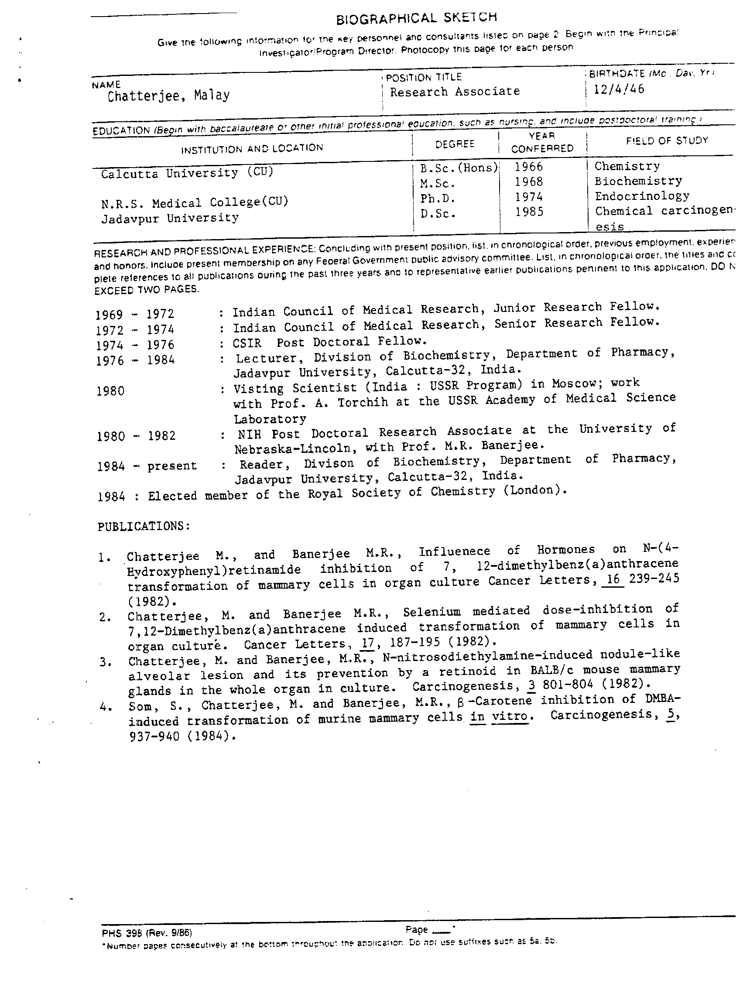 BIOGRAPHICAL SKETCH
Give the following information for the key personnel and consultants listed on page 2. Begin with the Principal
Investigator/Program Director. Photocopy this page for each person
NAME POSITION TITLE BIRTHDATE (Mo., Day, Yr.)
Chatterjee, Malay Research Associate 12/4/46
EDUCATION (Begin with baccalaureate or other initial professional education, such as nursing, and include postdoctoral training.)
INSTITUTION AND LOCATION DEGREE YEAR CONFERRED FIELD OF STUDY
Calcutta University (CU) B.Sc.(Hons) 1966 Chemistry
M.Sc. 1968 Biochemistry
N.R.S. Medical College(CU) Ph.D. 1974 Endocrinology
Jadavpur University D.Sc. 1985 Chemical carcinogen-
esis
RESEARCH AND PROFESSIONAL EXPERIENCE: Concluding with present position, list, in chronological order, previous employment, experien
and honors. Include present membership on any Federal Government public advisory committee. List, in chronological order, the titles and co
plete references to all publications during the past three years and to representative earlier publications pertinent to this application. DO N
EXCEED TWO PAGES.
1969 - 1972 : Indian Council of Medical Research, Junior Research Fellow.
1972 - 1974 : Indian Council of Medical Research, Senior Research Fellow.
1974 - 1976 : CSIR Post Doctoral Fellow.
1976 - 1984 : Lecturer, Division of Biochemistry, Department of Pharmacy,
Jadavpur University, Calcutta-32, India.
1980 : Visting Scientist (India : USSR Program) in Moscow; work
with Prof. A. Torchih at the USSR Academy of Medical Science
Laboratory
1980 - 1982 : NIH Post Doctoral Research Associate at the University of
Nebraska-Lincoln, with Prof. M.R. Banerjee.
1984 - present : Reader, Divison of Biochemistry, Department of Pharmacy,
Jadavpur University, Calcutta-32, India.
1984 : Elected member of the Royal Society of Chemistry (London).
PUBLICATIONS:
1. Chatterjee M., and Banerjee M.R., Influenece of Hormones on N-(4-
Hydroxyphenyl)retinamide inhibition of 7, 12-dimethylbenz(a)anthracene
transformation of mammary cells in organ culture Cancer Letters, 16 239-245
(1982).
2. Chatterjee, M. and Banerjee M.R., Selenium mediated dose-inhibition of
7,12-Dimethylbenz(a)anthracene induced transformation of mammary cells in
organ culture. Cancer Letters, 17, 187-195 (1982).
3. Chatterjee, M. and Banerjee, M.R., N-nitrosodiethylamine-induced nodule-like
alveolar lesion and its prevention by a retinoid in BALB/c mouse mammary
glands in the whole organ in culture. Carcinogenesis, 3 801-804 (1982).
4. Som, S., Chatterjee, M. and Banerjee, M.R., β-Carotene inhibition of DMBA-
induced transformation of murine mammary cells in vitro. Carcinogenesis, 5,
937-940 (1984).
PHS 398 (Rev. 9/86) Page ___*
*Number pages consecutively at the bottom throughout the application. Do not use suffixes such as 5a, 5b.